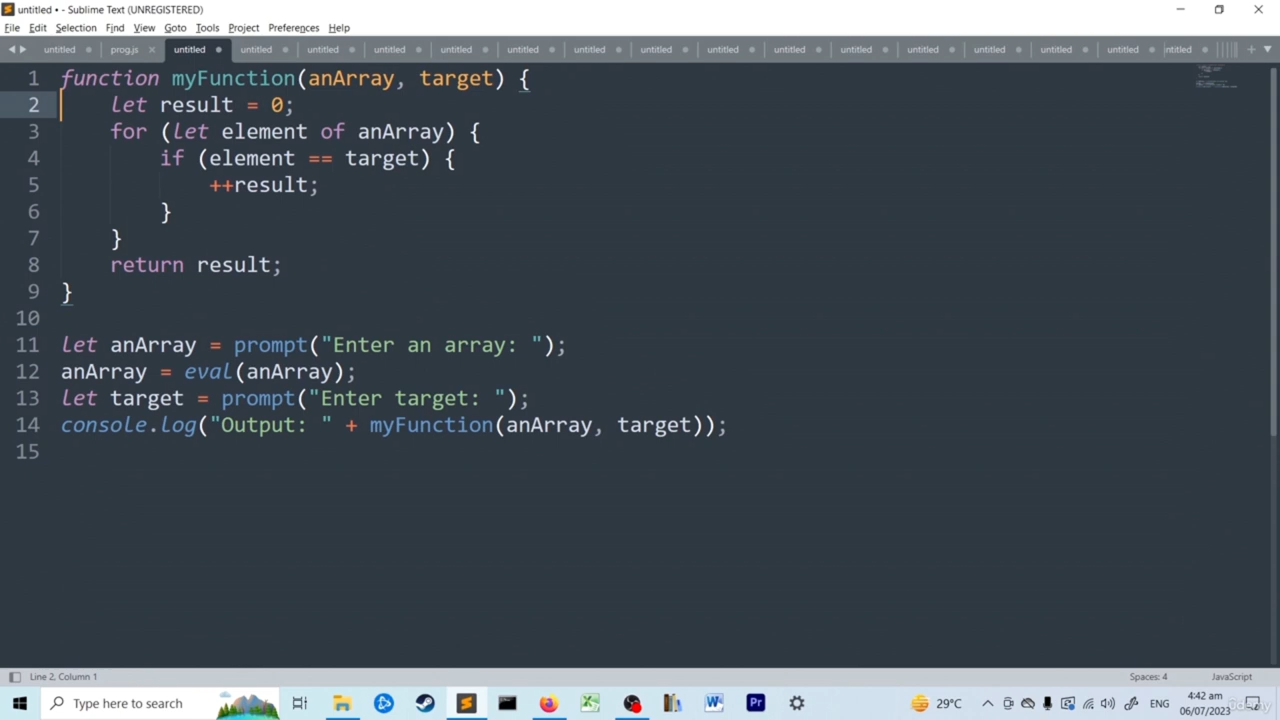 untitled • - Sublime Text (UNREGISTERED)
File Edit Selection Find View Goto Tools Project Preferences Help
untitled prog.js untitled untitled untitled untitled untitled untitled untitled untitled untitled untitled untitled untitled untitled untitled untitled ntitled
1 function myFunction(anArray, target) {
2 let result = 0;
3 for (let element of anArray) {
4 if (element == target) {
5 ++result;
6 }
7 }
8 return result;
9 }
10
11 let anArray = prompt("Enter an array: ");
12 anArray = eval(anArray);
13 let target = prompt("Enter target: ");
14 console.log("Output: " + myFunction(anArray, target));
15
Line 2, Column 1 Spaces: 4 JavaScript
Type here to search 29°C ENG 4:42 am
06/07/2023
Udemy